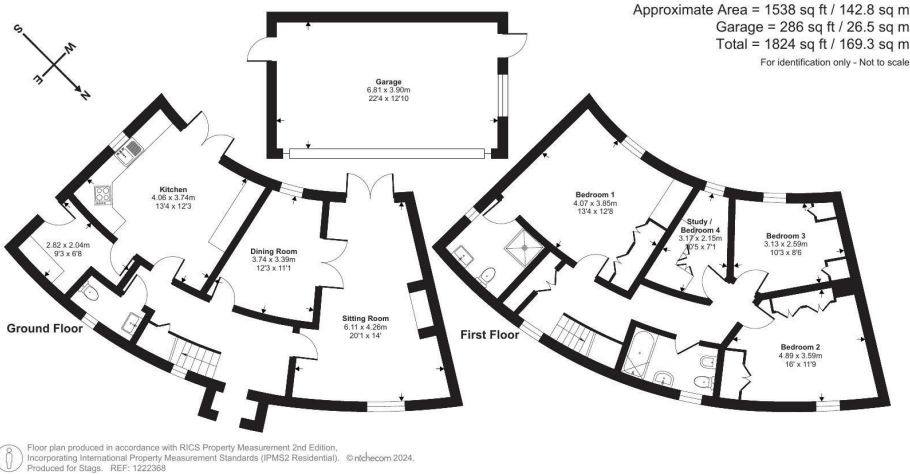 Approximate Area = 1538 sq ft / 142.8 sq m
Garage = 286 sq ft / 26.5 sq m
Total = 1824 sq ft / 169.3 sq m
For identification only - Not to scale
S
W
E
N
Garage
6.81 x 3.90m
22'4 x 12'10
Kitchen
4.06 x 3.74m
13'4 x 12'3
2.82 x 2.04m
9'3 x 6'8
Dining Room
3.74 x 3.39m
12'3 x 11'1
Sitting Room
6.11 x 4.26m
20'1 x 14'
Ground Floor
Bedroom 1
4.07 x 3.85m
13'4 x 12'8
Study /
Bedroom 4
3.17 x 2.15m
10'5 x 7'1
Bedroom 3
3.13 x 2.59m
10'3 x 8'6
Bedroom 2
4.89 x 3.59m
16' x 11'9
First Floor
Floor plan produced in accordance with RICS Property Measurement 2nd Edition,
Incorporating International Property Measurement Standards (IPMS2 Residential). © ntchecom 2024.
Produced for Stags. REF: 1222368